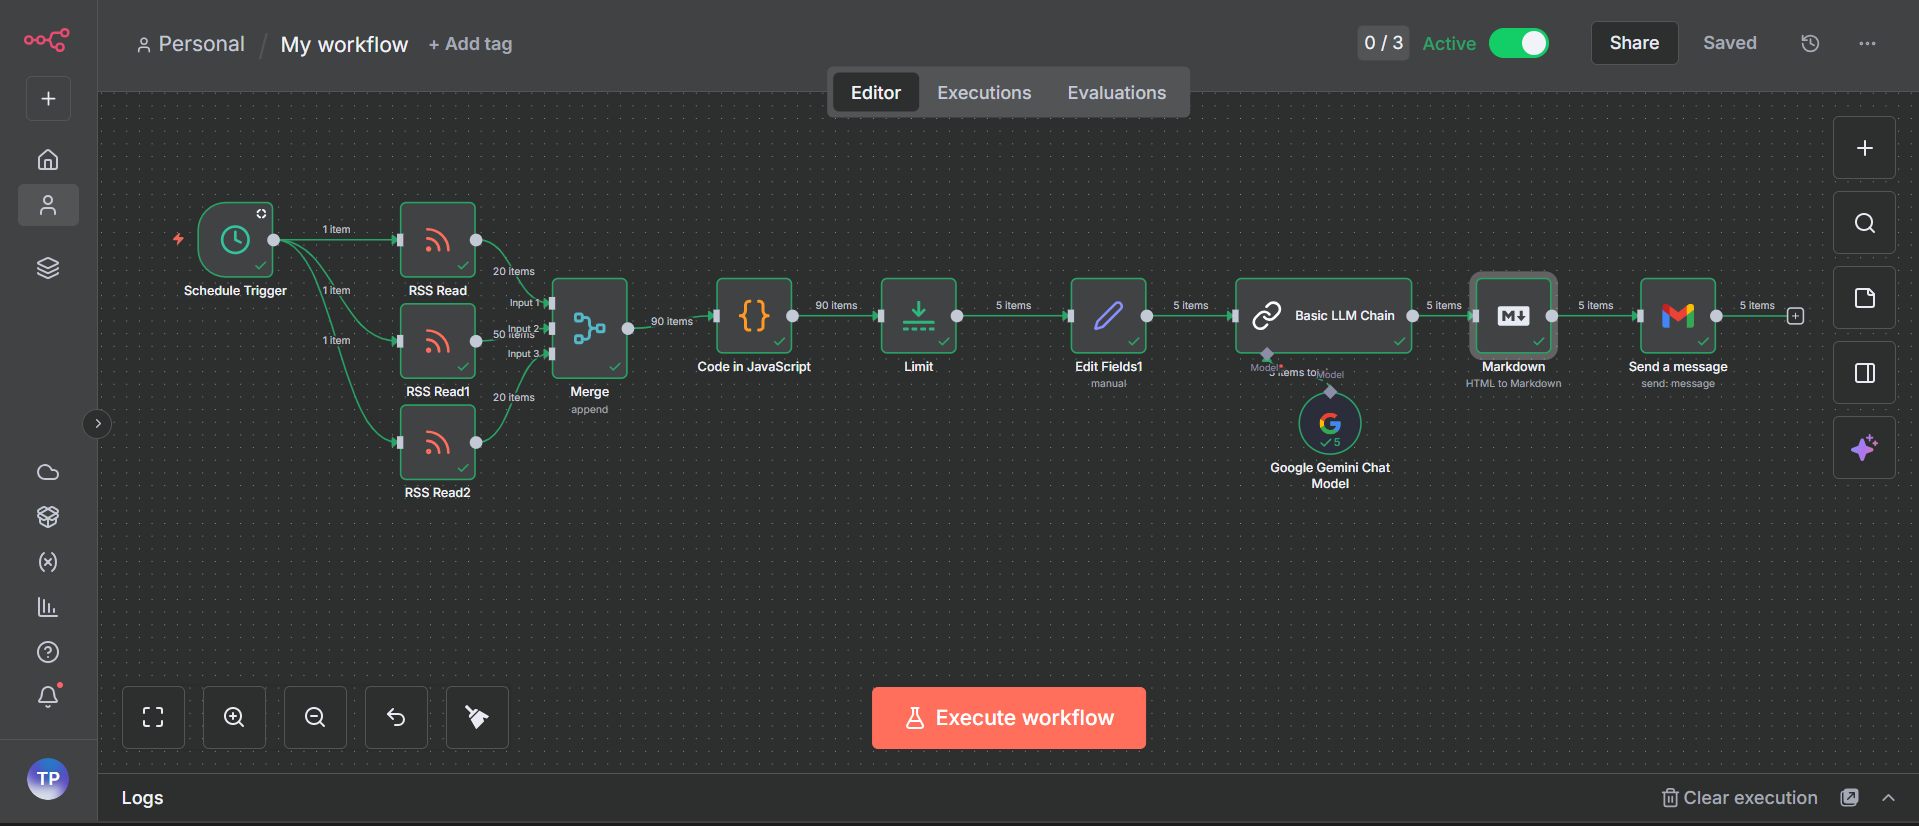 Personal / My workflow + Add tag
0 / 3 Active Share Saved
Editor Executions Evaluations
1 item
1 item
1 item
Schedule Trigger
RSS Read
RSS Read1
RSS Read2
20 items
50 items
20 items
Input 1
Input 2
Input 3
Merge
append
90 items
Code in JavaScript
90 items
Limit
5 items
Edit Fields1
manual
5 items
Basic LLM Chain
Model*
5 items
Model
5
Google Gemini Chat
Model
5 items
Markdown
HTML to Markdown
5 items
Send a message
send: message
5 items
Execute workflow
TP
Logs
Clear execution